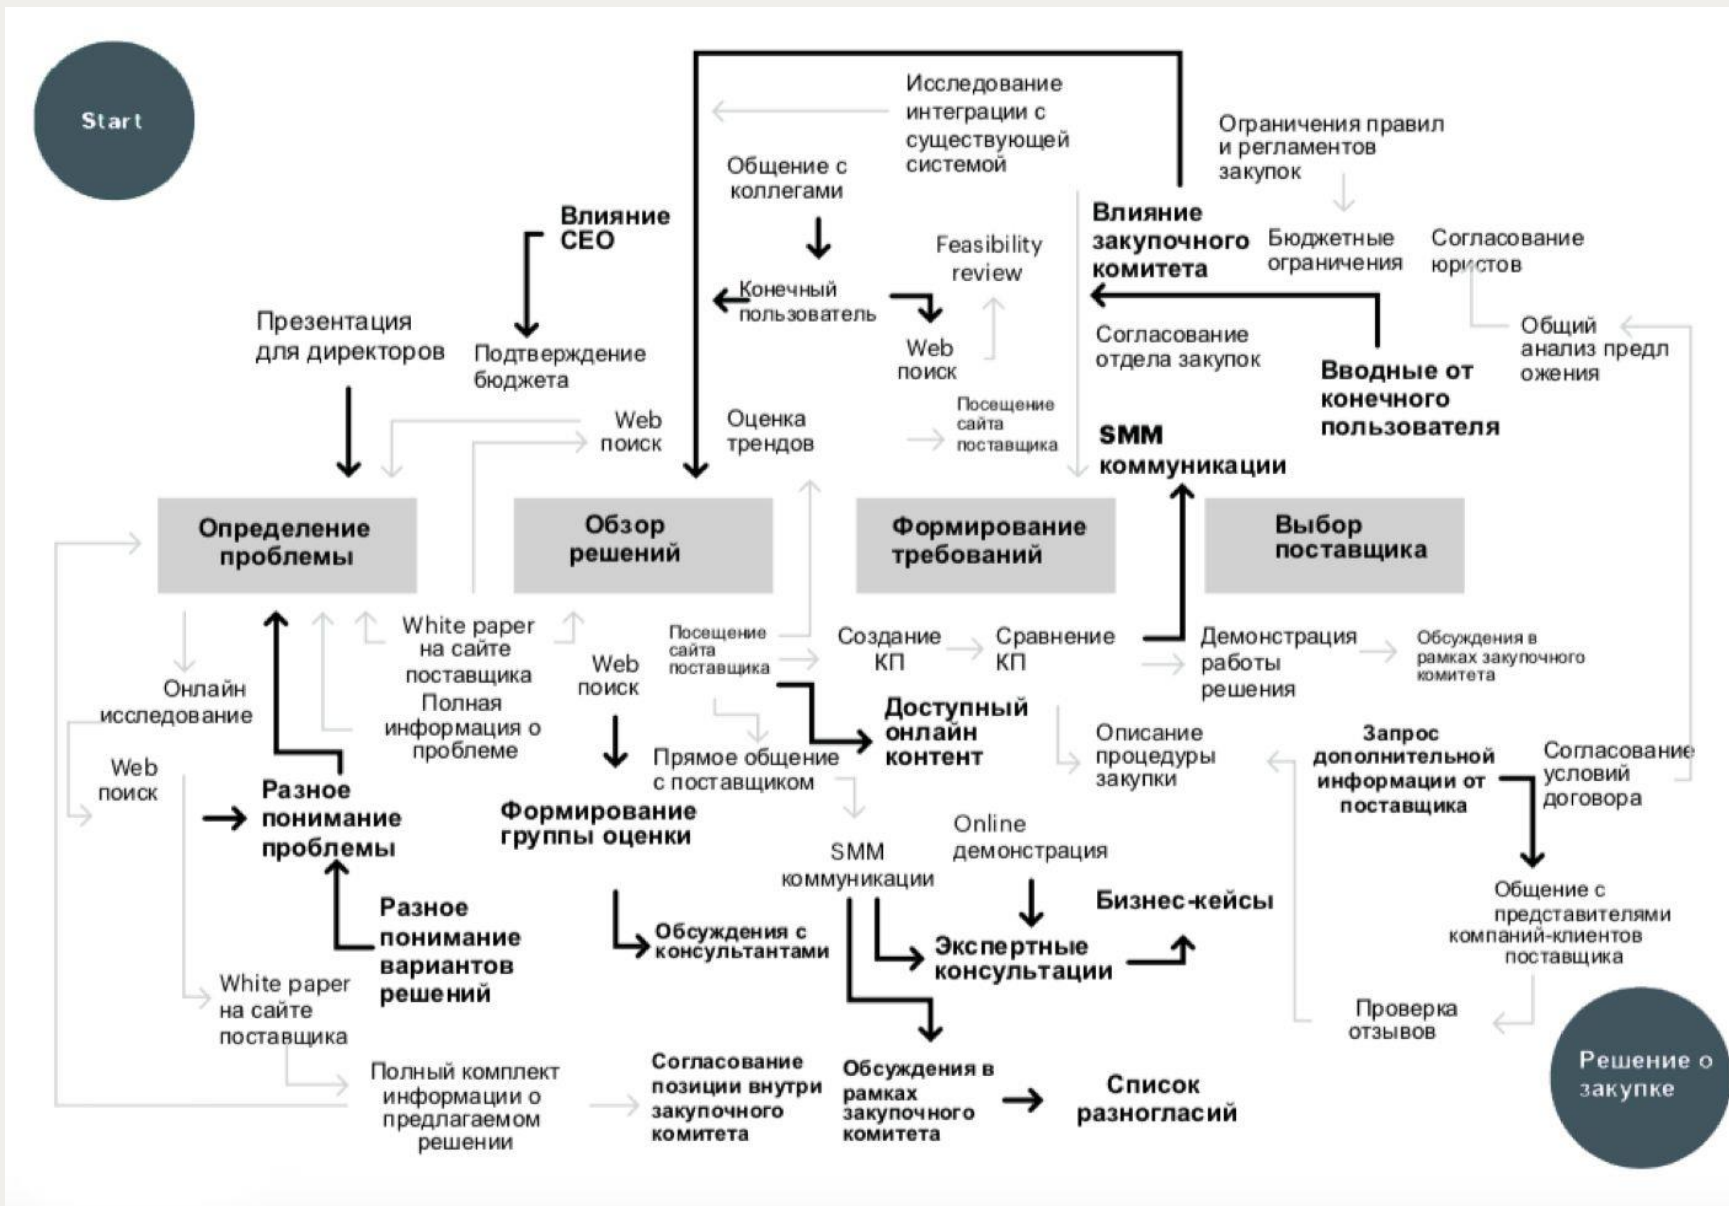 Start
Исследование
интеграции с
существующей
системой
Ограничения правил
и регламентов
закупок
Общение с
коллегами
Влияние
CEO
Влияние
закупочного
комитета
Feasibility
review
Бюджетные
ограничения
Согласование
юристов
Конечный
пользователь
Презентация
для директоров
Подтверждение
бюджета
Web
поиск
Согласование
отдела закупок
Общий
анализ предл
ожения
Вводные от
конечного
пользователя
Web
поиск
Оценка
трендов
Посещение
сайта
поставщика
SMM
коммуникации
Определение
проблемы
Обзор
решений
Формирование
требований
Выбор
поставщика
White paper
на сайте
поставщика
Web
поиск
Посещение
сайта
поставщика
Создание
КП
Сравнение
КП
Демонстрация
работы
решения
Обсуждения в
рамках закупочного
комитета
Онлайн
исследование
Полная
информация о
проблеме
Доступный
онлайн
контент
Прямое общение
с поставщиком
Описание
процедуры
закупки
Запрос
дополнительной
информации от
поставщика
Согласование
условий
договора
Web
поиск
Разное
понимание
проблемы
Формирование
группы оценки
SMM
коммуникации
Online
демонстрация
Бизнес-кейсы
Общение с
представителями
компаний-клиентов
поставщика
Разное
понимание
вариантов
решений
Обсуждения с
консультантами
Экспертные
консультации
White paper
на сайте
поставщика
Проверка
отзывов
Полный комплект
информации о
предлагаемом
решении
Согласование
позиции внутри
закупочного
комитета
Обсуждения в
рамках
закупочного
комитета
Список
разногласий
Решение о
закупке